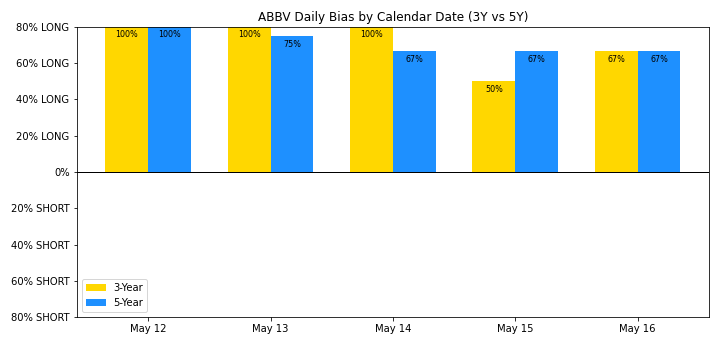 ABBV Daily Bias by Calendar Date (3Y vs 5Y)
80% LONG
60% LONG
40% LONG
20% LONG
0%
20% SHORT
40% SHORT
60% SHORT
80% SHORT
100%
100%
100%
75%
100%
67%
50%
67%
67%
67%
3-Year
5-Year
May 12
May 13
May 14
May 15
May 16